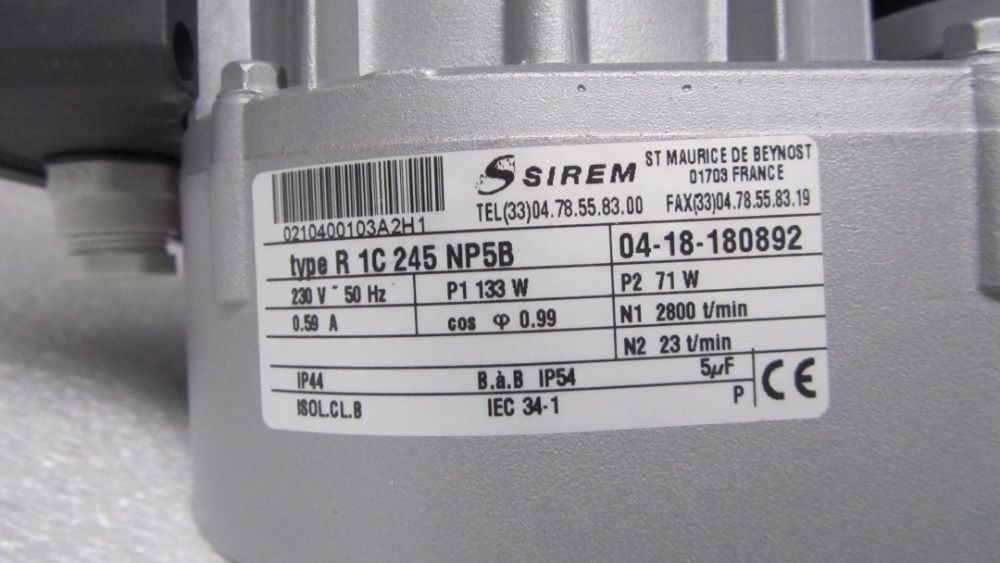 SIREM
ST MAURICE DE BEYNOST
01703 FRANCE
TEL(33)04.78.55.83.00 FAX(33)04.78.55.83.19
0210400103A2H1
type R 1C 245 NP5B
04-18-180892
230 V ~ 50 Hz
P1 133 W
P2 71 W
0.59 A
cos φ 0.99
N1 2800 t/min
N2 23 t/min
IP44
B.à.B IP54
5µF
ISOL.CL.B
IEC 34-1
P
CE